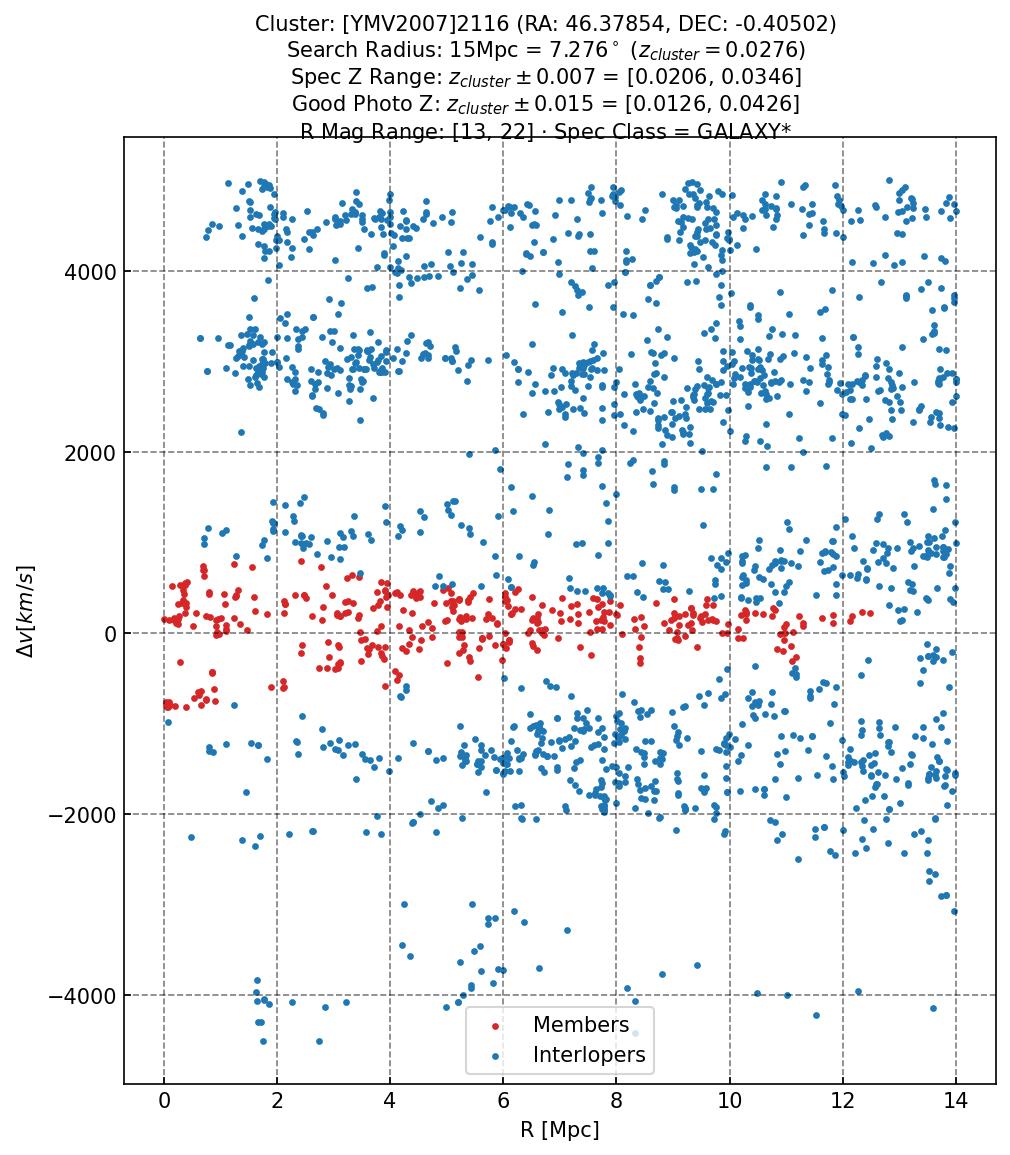 Cluster: [YMV2007]2116 (RA: 46.37854, DEC: -0.40502)
Search Radius: 15Mpc = 7.276° (z_cluster = 0.0276)
Spec Z Range: z_cluster ± 0.007 = [0.0206, 0.0346]
Good Photo Z: z_cluster ± 0.015 = [0.0126, 0.0426]
R Mag Range: [13, 22] · Spec Class = GALAXY*
4000
2000
0
−2000
−4000
Δv[km/s]
Members
Interlopers
0 2 4 6 8 10 12 14
R [Mpc]